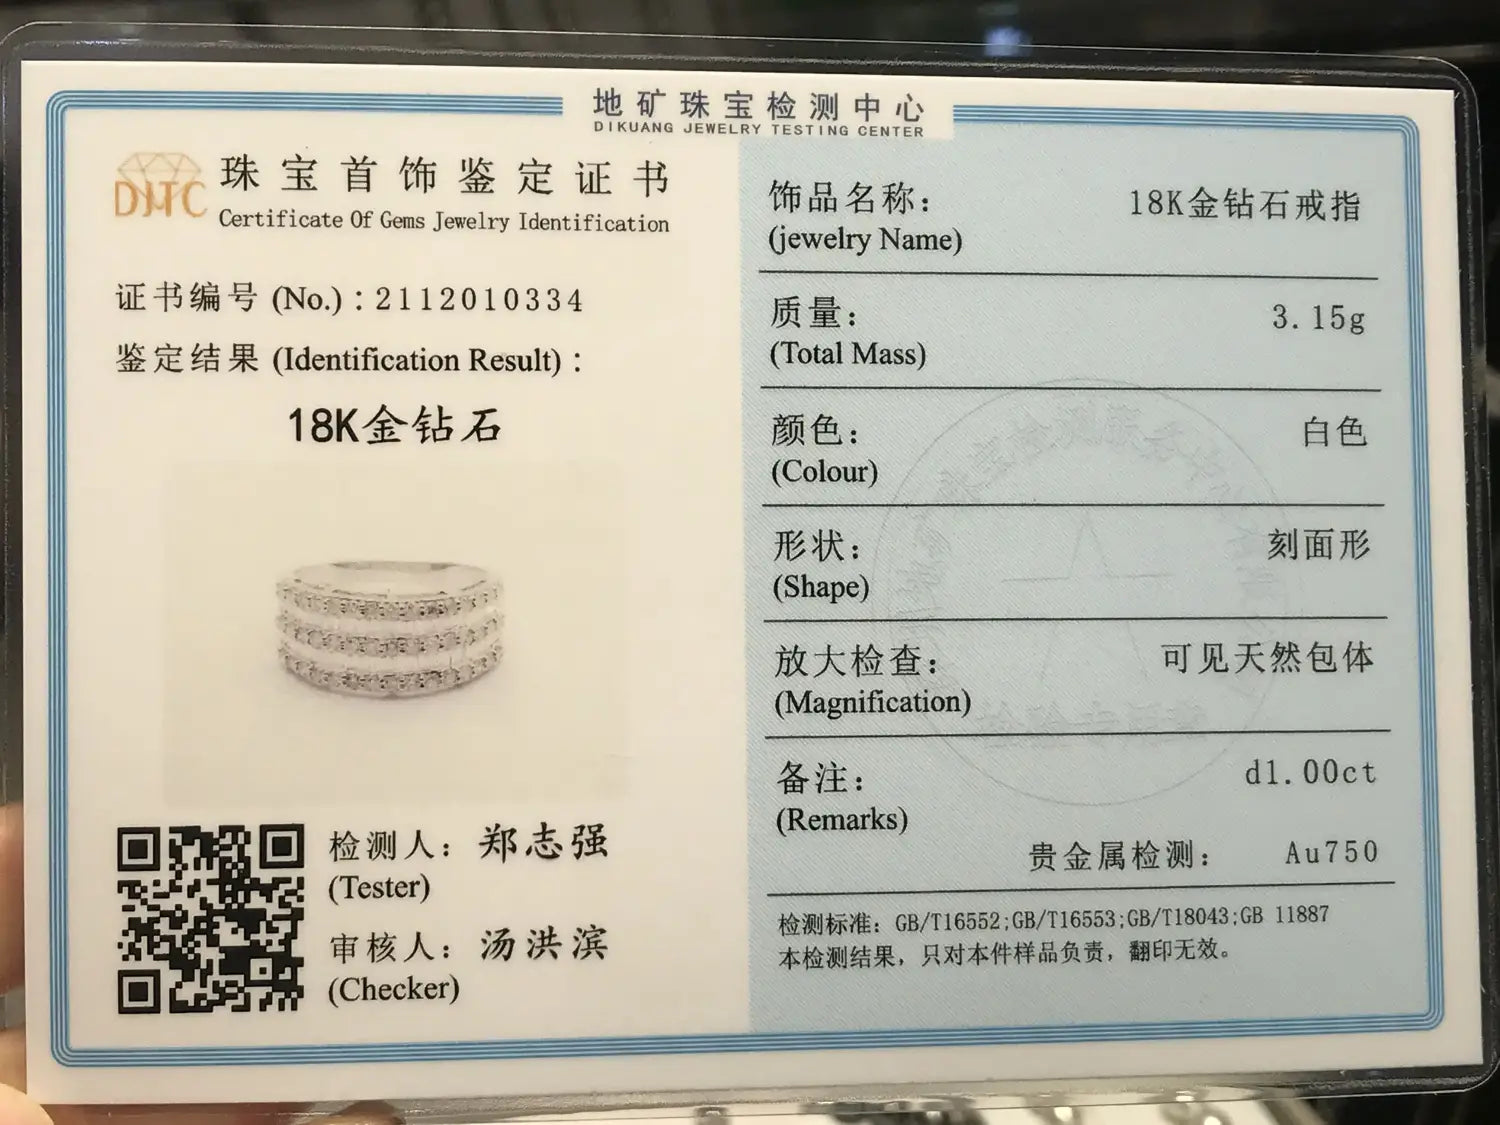 地矿珠宝检测中心
DIKUANG JEWELRY TESTING CENTER
DJTC
珠宝首饰鉴定证书
Certificate Of Gems Jewelry Identification
证书编号 (No.) : 2112010334
鉴定结果 (Identification Result) :
18K金钻石
检测人: 郑志强
(Tester)
审核人: 汤洪滨
(Checker)
饰品名称: 18K金钻石戒指
(jewelry Name)
质量: 3.15g
(Total Mass)
颜色: 白色
(Colour)
形状: 刻面形
(Shape)
放大检查: 可见天然包体
(Magnification)
备注: d1.00ct
(Remarks)
贵金属检测: Au750
检测标准: GB/T16552;GB/T16553;GB/T18043;GB 11887
本检测结果，只对本件样品负责，翻印无效。
检验专用章